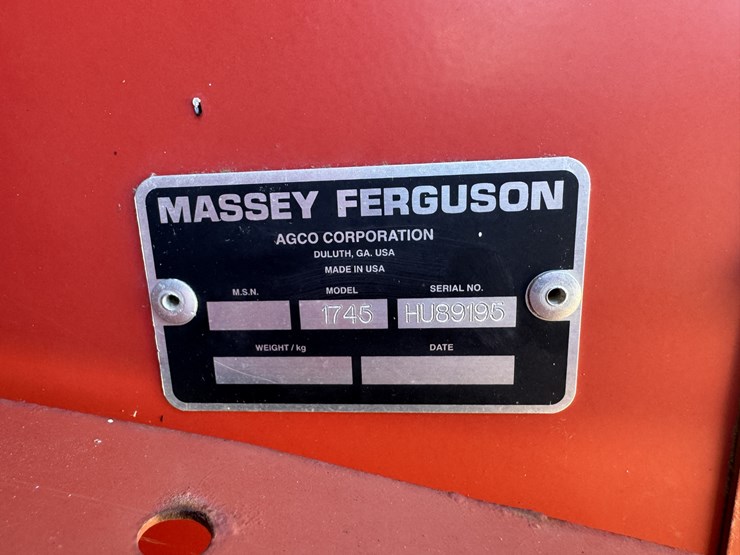 MASSEY FERGUSON
AGCO CORPORATION
DULUTH, GA. USA
MADE IN USA
M.S.N. MODEL SERIAL NO.
1745 HU89195
WEIGHT / kg DATE